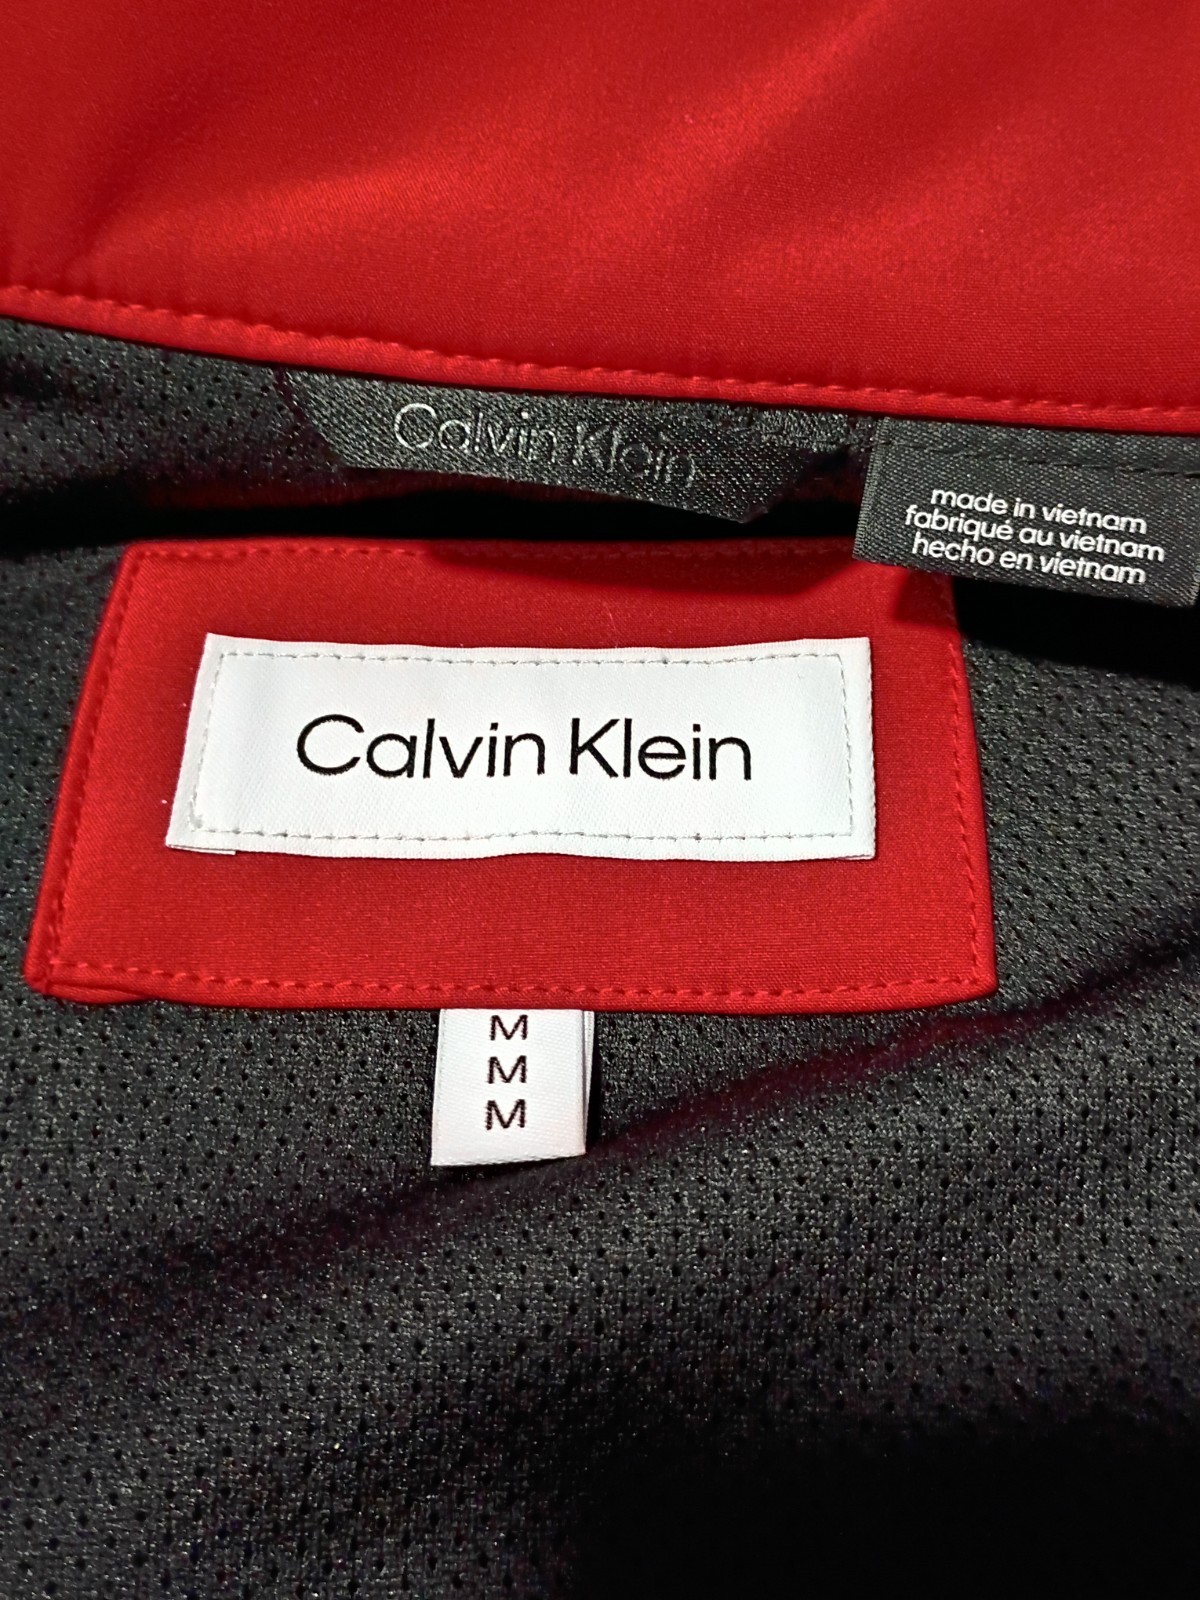 Calvin Klein
made in vietnam
fabriqué au vietnam
hecho en vietnam
Calvin Klein
M
M
M